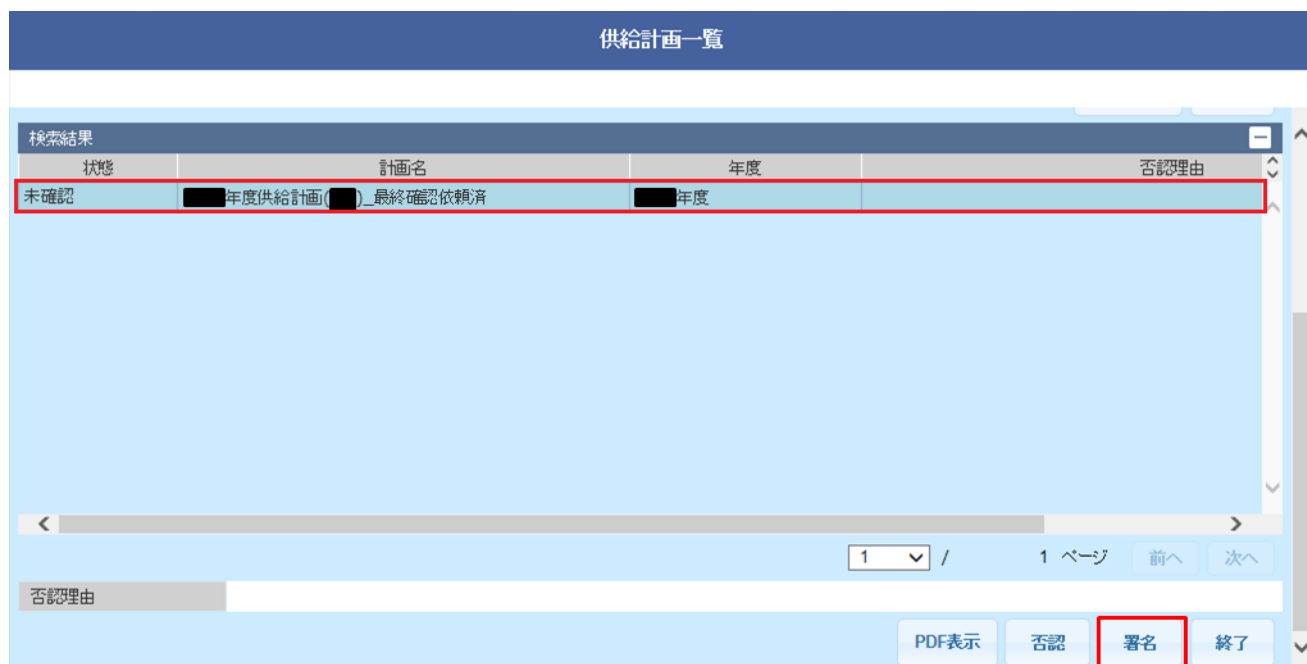 供給計画一覧
検索結果
状態 計画名 年度 否認理由
未確認 年度供給計画( )_最終確認依頼済 年度
1 / 1 ページ 前へ 次へ
否認理由
PDF表示 否認 署名 終了